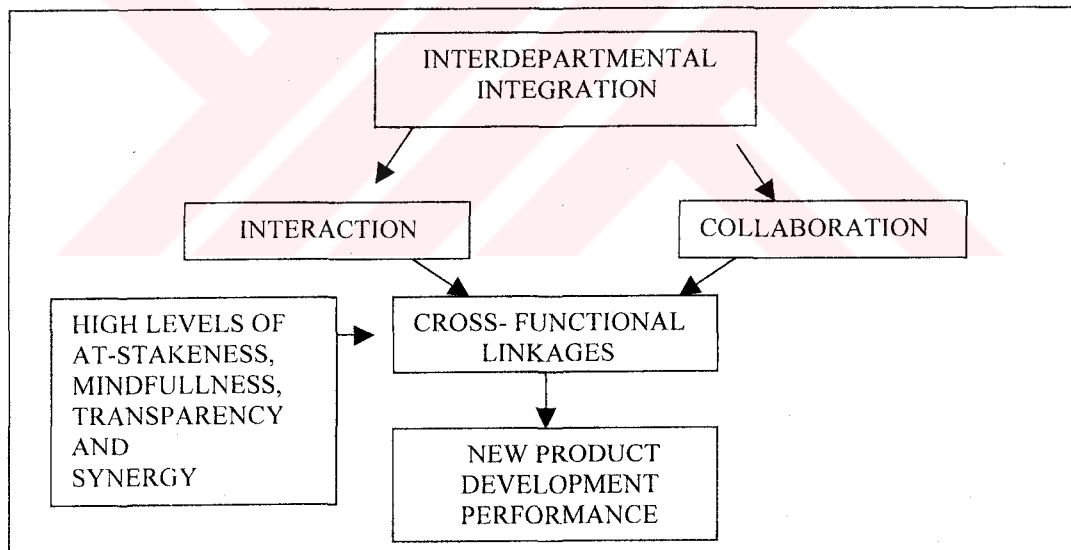 INTERDEPARTMENTAL
INTEGRATION
INTERACTION
COLLABORATION
HIGH LEVELS OF
AT-STAKENESS,
MINDFULLNESS,
TRANSPARENCY
AND
SYNERGY
CROSS- FUNCTIONAL
LINKAGES
NEW PRODUCT
DEVELOPMENT
PERFORMANCE